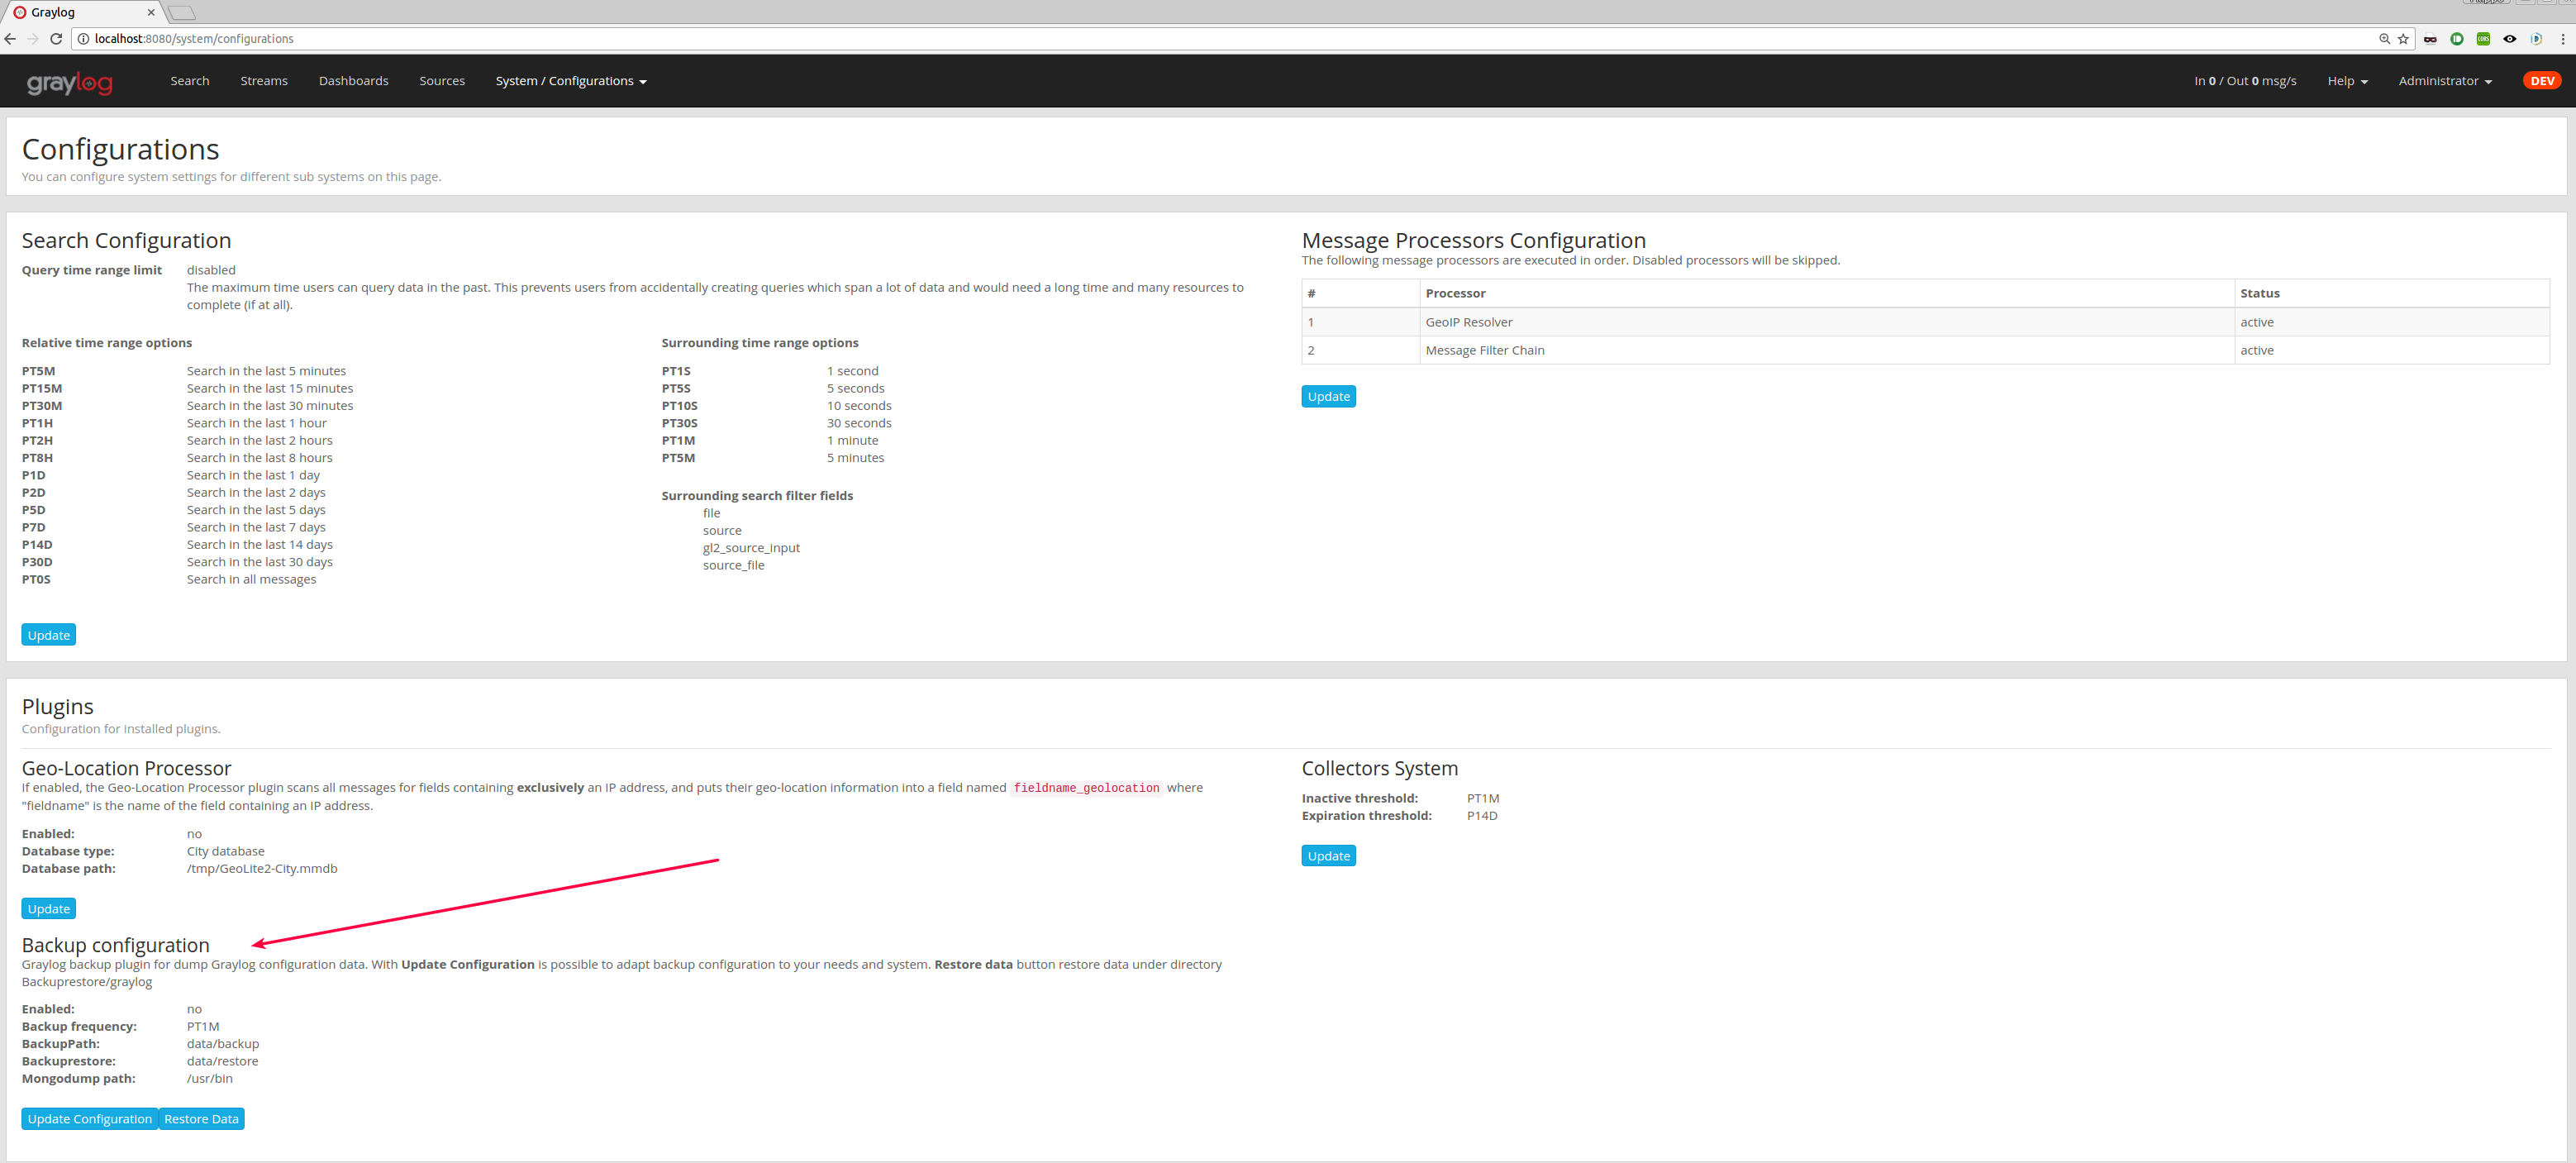 Graylog
localhost:8080/system/configurations
graylog Search Streams Dashboards Sources System / Configurations In 0 / Out 0 msg/s Help Administrator DEV
Configurations
You can configure system settings for different sub systems on this page.
Search Configuration
Query time range limit disabled
The maximum time users can query data in the past. This prevents users from accidentally creating queries which span a lot of data and would need a long time and many resources to
complete (if at all).
Relative time range options
PT5M Search in the last 5 minutes
PT15M Search in the last 15 minutes
PT30M Search in the last 30 minutes
PT1H Search in the last 1 hour
PT2H Search in the last 2 hours
PT8H Search in the last 8 hours
P1D Search in the last 1 day
P2D Search in the last 2 days
P5D Search in the last 5 days
P7D Search in the last 7 days
P14D Search in the last 14 days
P30D Search in the last 30 days
PT0S Search in all messages
Surrounding time range options
PT1S 1 second
PT5S 5 seconds
PT10S 10 seconds
PT30S 30 seconds
PT1M 1 minute
PT5M 5 minutes
Surrounding search filter fields
file
source
gl2_source_input
source_file
Update
Message Processors Configuration
The following message processors are executed in order. Disabled processors will be skipped.
# Processor Status
1 GeoIP Resolver active
2 Message Filter Chain active
Update
Plugins
Configuration for installed plugins.
Geo-Location Processor
If enabled, the Geo-Location Processor plugin scans all messages for fields containing exclusively an IP address, and puts their geo-location information into a field named fieldname_geolocation where
"fieldname" is the name of the field containing an IP address.
Enabled: no
Database type: City database
Database path: /tmp/GeoLite2-City.mmdb
Update
Collectors System
Inactive threshold: PT1M
Expiration threshold: P14D
Update
Backup configuration
Graylog backup plugin for dump Graylog configuration data. With Update Configuration is possible to adapt backup configuration to your needs and system. Restore data button restore data under directory
Backuprestore/graylog
Enabled: no
Backup frequency: PT1M
BackupPath: data/backup
Backuprestore: data/restore
Mongodump path: /usr/bin
Update Configuration Restore Data